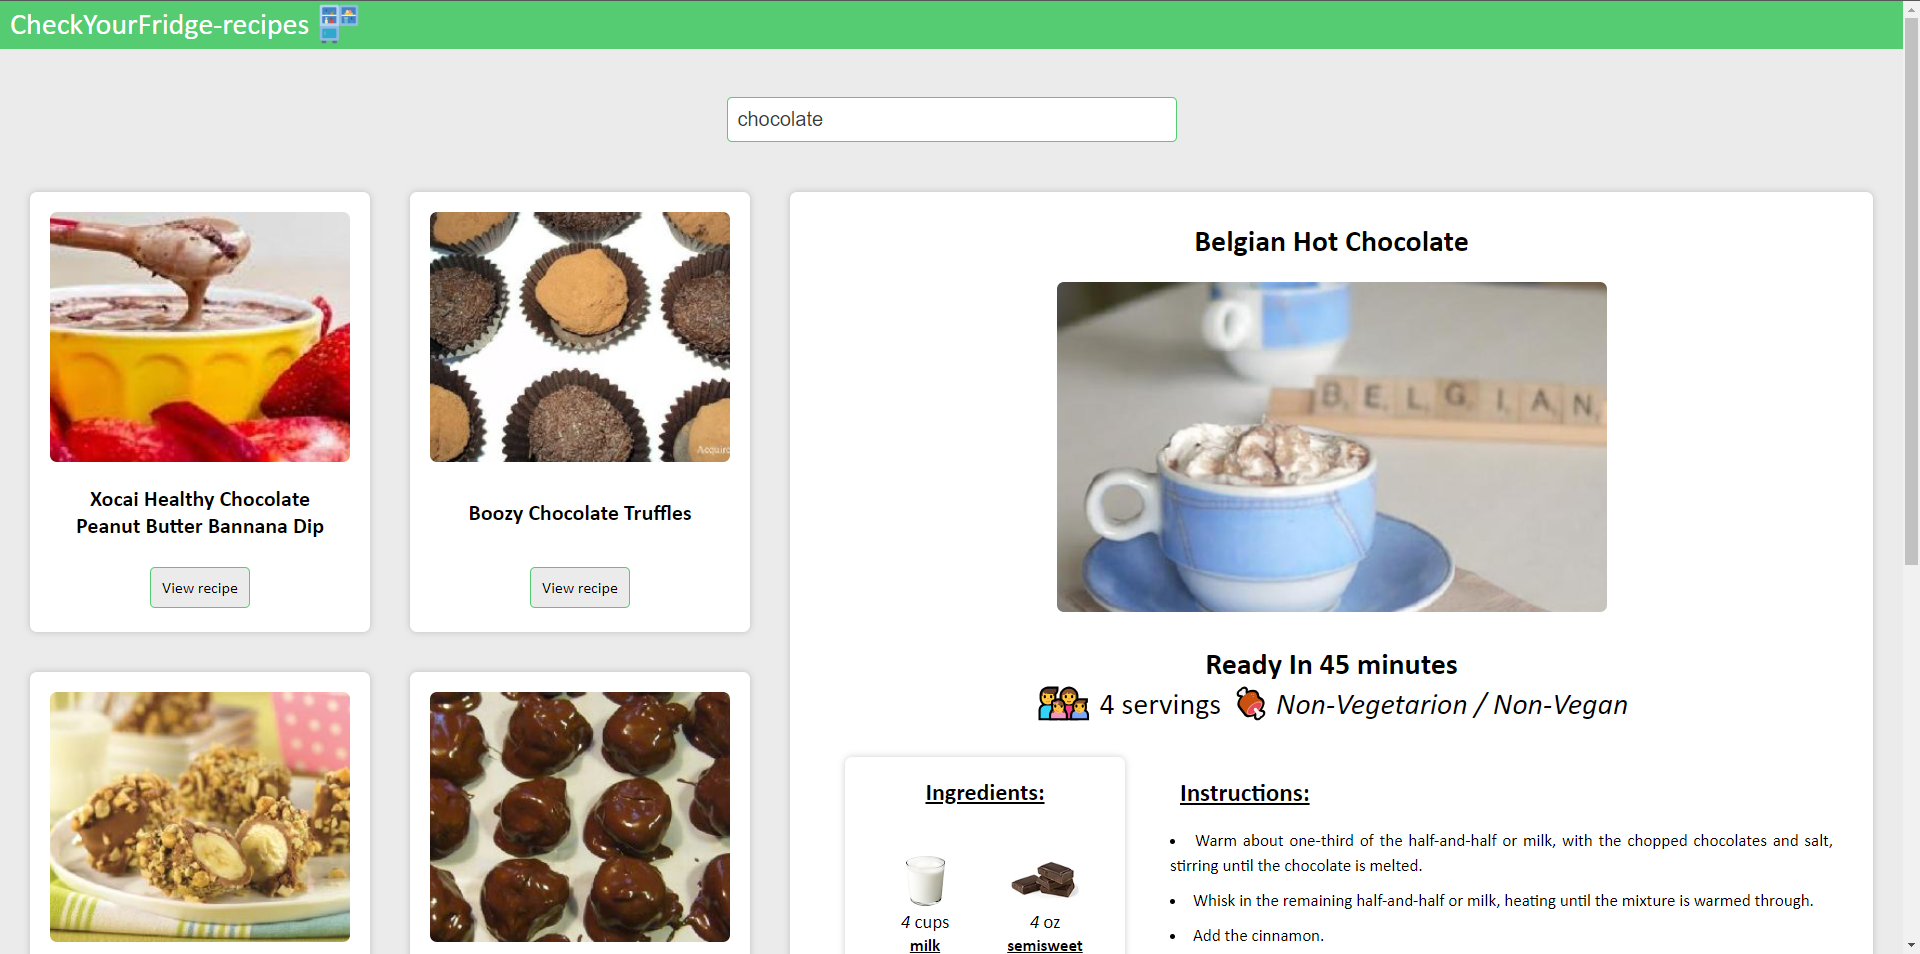 CheckYourFridge-recipes
chocolate
Xocai Healthy Chocolate
Peanut Butter Bannana Dip
View recipe
Acquire
Boozy Chocolate Truffles
View recipe
Belgian Hot Chocolate
BELGIAN
Ready In 45 minutes
4 servings Non-Vegetarion / Non-Vegan
Ingredients:
4 cups
milk
4 oz
semisweet
Instructions:
• Warm about one-third of the half-and-half or milk, with the chopped chocolates and salt,
stirring until the chocolate is melted.
• Whisk in the remaining half-and-half or milk, heating until the mixture is warmed through.
• Add the cinnamon.